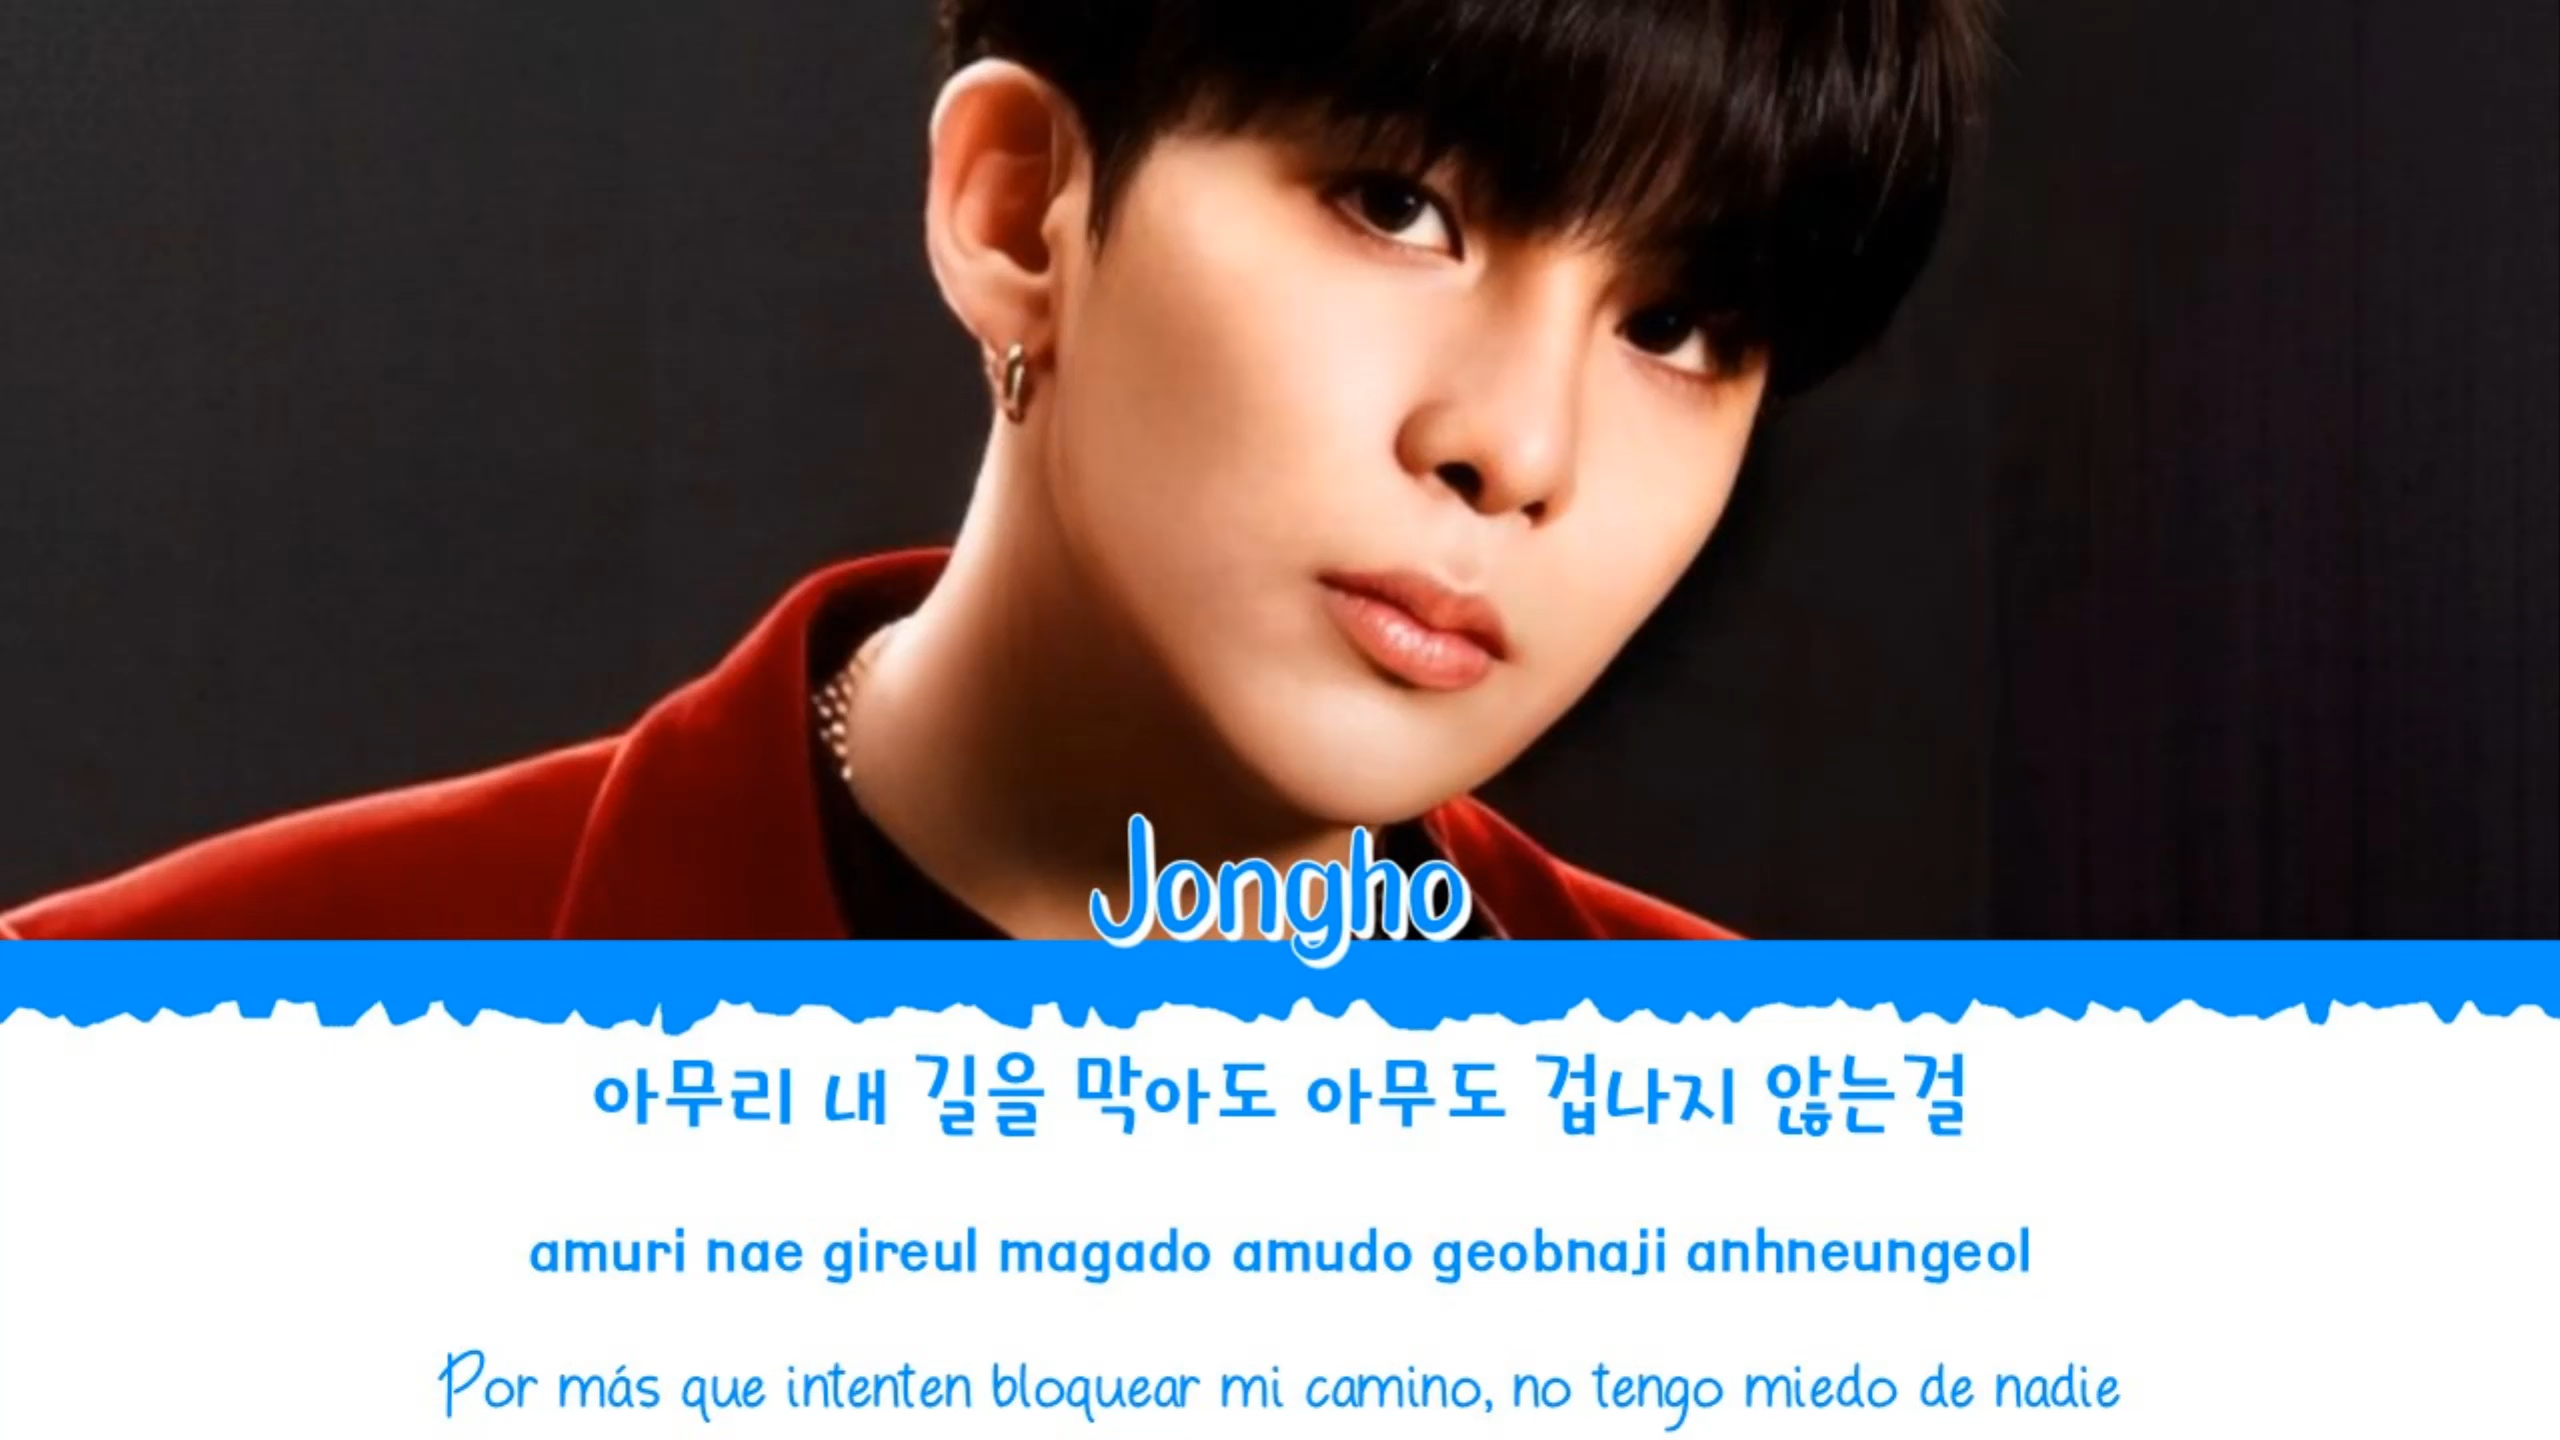 Jongho
아무리 내 길을 막아도 아무도 겁나지 않는걸
amuri nae gireul magado amudo geobnaji anhneungeol
Por más que intenten bloquear mi camino, no tengo miedo de nadie